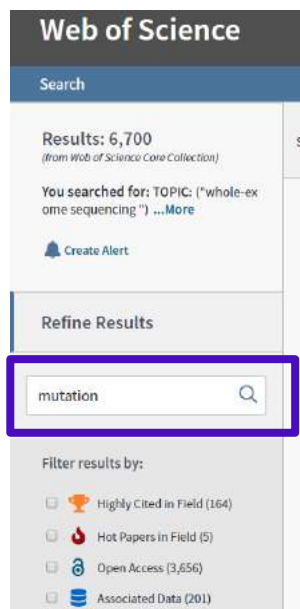 Web of Science
Search
Results: 6,700
(from Web of Science Core Collection)
You searched for: TOPIC: ("whole-ex
ome sequencing ") ...More
Create Alert
Refine Results
mutation
Filter results by:
Highly Cited in Field (164)
Hot Papers in Field (5)
Open Access (3,656)
Associated Data (201)